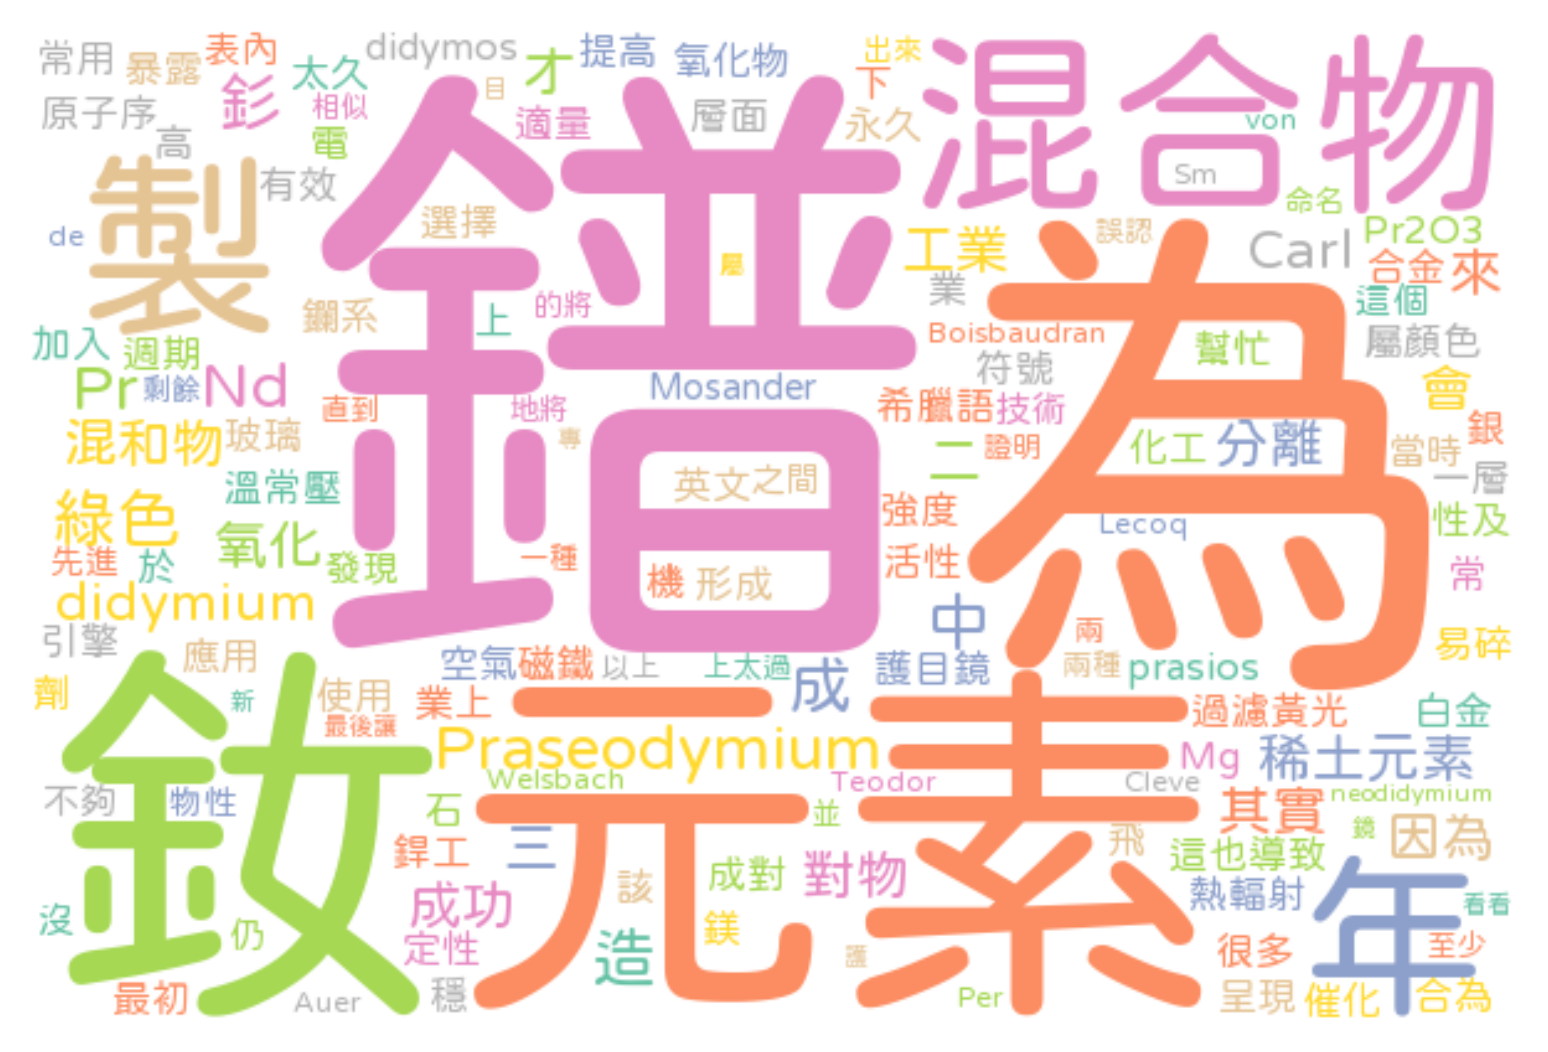 常用
暴露
表內
太久
didymos
目
才
提高
氧化物
出來
下
混合物
原子序
釤
相似
適量
層面
永久
von
高
電
鐠
製
有效
Sm
命名
de
選擇
屬
工業
誤認
為
Carl
Pr2O3
業
合金
來
鑭系
上
的將
這個
加入
週期
Boisbaudran
符號
幫忙
屬顏色
Pr
剩餘
Nd
Mosander
會
直到
地將
希臘語
技術
混和物
玻璃
專
二
證明
化工
分離
當時
銀
溫常壓
英文
之間
一層
綠色
氧化
強度
Lecoq
性及
先進
於
發現
一種
活性
常
didymium
機
形成
中
兩
引擎
應用
空氣
磁鐵
以上
上太過
成
護目鏡
兩種
prasios
易碎
劑
釹
新
使用
最後讓
業上
元素
過濾黃光
白金
Praseodymium
Mg
稀土元素
Welsbach
Teodor
Cleve
不夠
物性
石
三
並
其實
neodidymium
鏡
因為
銲工
飛
這也導致
該
成對
對物
熱輻射
年
看看
沒
仍
成功
定性
造
鎂
護
很多
至少
最初
Auer
穩
Per
呈現
催化
合為